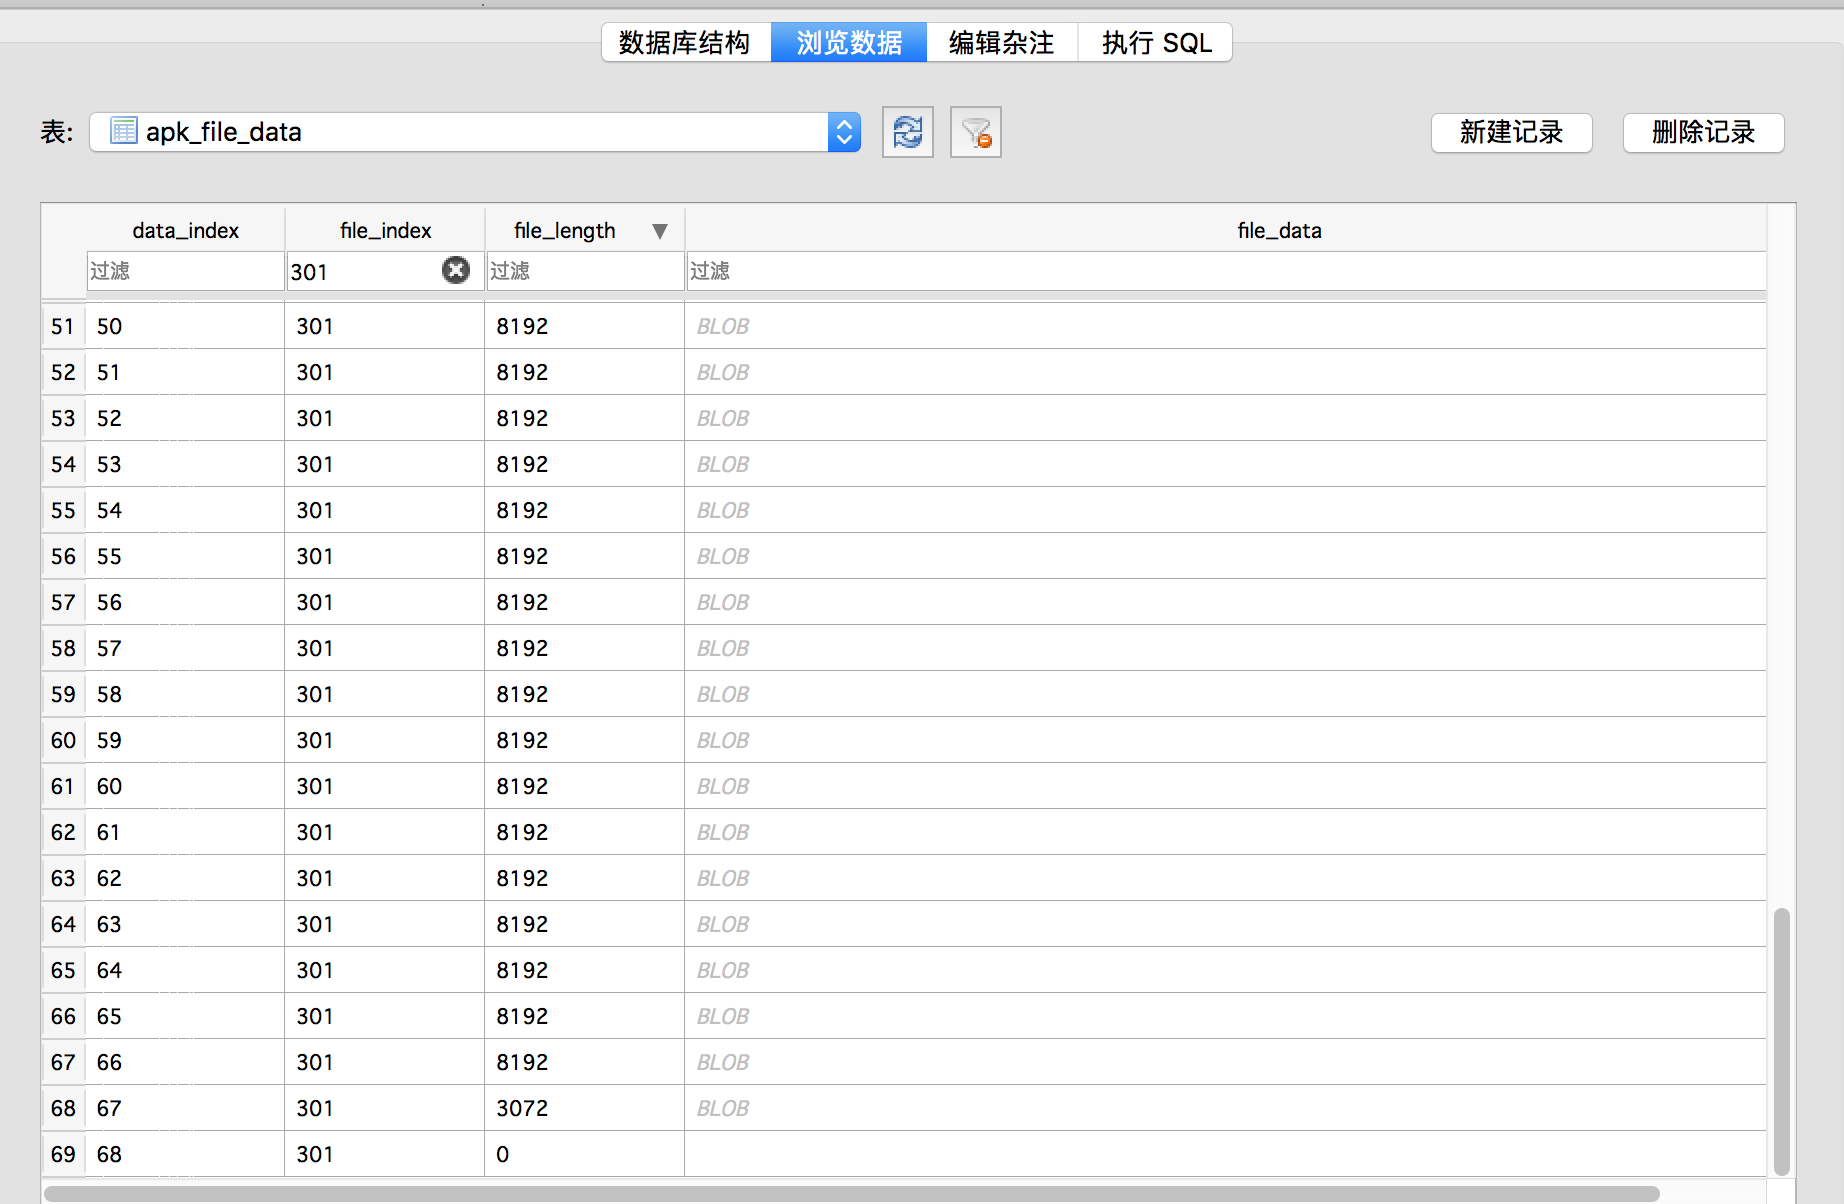 数据库结构 浏览数据 编辑杂注 执行 SQL
表: apk_file_data 新建记录 删除记录
data_index file_index file_length file_data
过滤 301 过滤 过滤
51 50 301 8192 BLOB
52 51 301 8192 BLOB
53 52 301 8192 BLOB
54 53 301 8192 BLOB
55 54 301 8192 BLOB
56 55 301 8192 BLOB
57 56 301 8192 BLOB
58 57 301 8192 BLOB
59 58 301 8192 BLOB
60 59 301 8192 BLOB
61 60 301 8192 BLOB
62 61 301 8192 BLOB
63 62 301 8192 BLOB
64 63 301 8192 BLOB
65 64 301 8192 BLOB
66 65 301 8192 BLOB
67 66 301 8192 BLOB
68 67 301 3072 BLOB
69 68 301 0